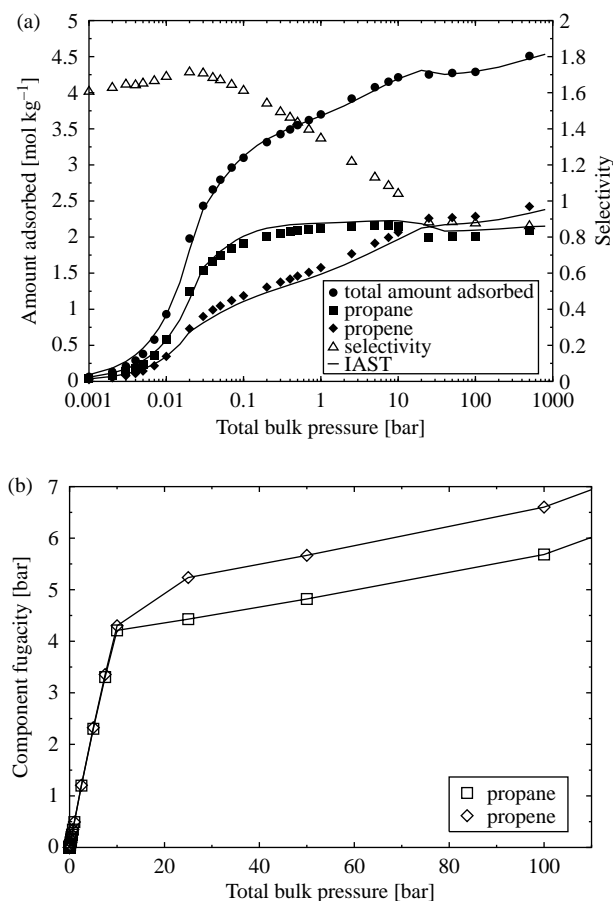 (a)
5
4.5
4
3.5
3
2.5
2
1.5
1
0.5
0
Amount adsorbed [mol kg⁻¹]
2
1.8
1.6
1.4
1.2
1
0.8
0.6
0.4
0.2
0
Selectivity
total amount adsorbed
propane
propene
selectivity
IAST
0.001 0.01 0.1 1 10 100 1000
Total bulk pressure [bar]
(b)
7
6
5
4
3
2
1
0
Component fugacity [bar]
propane
propene
0 20 40 60 80 100
Total bulk pressure [bar]